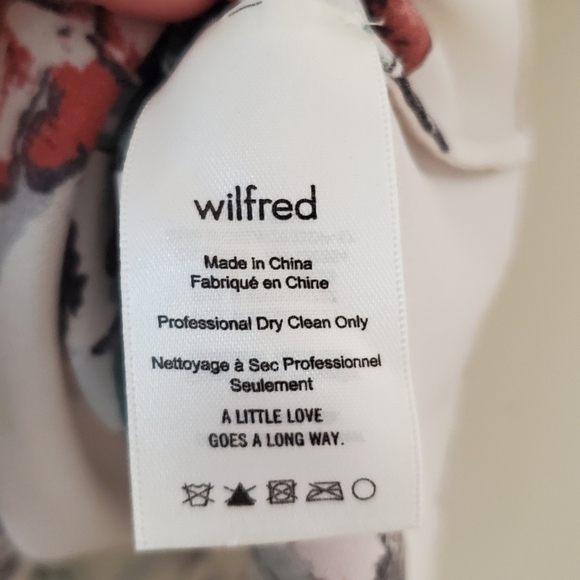 wilfred
Made in China
Fabriqué en Chine
Professional Dry Clean Only
Nettoyage à Sec Professionnel
Seulement
A LITTLE LOVE
GOES A LONG WAY.